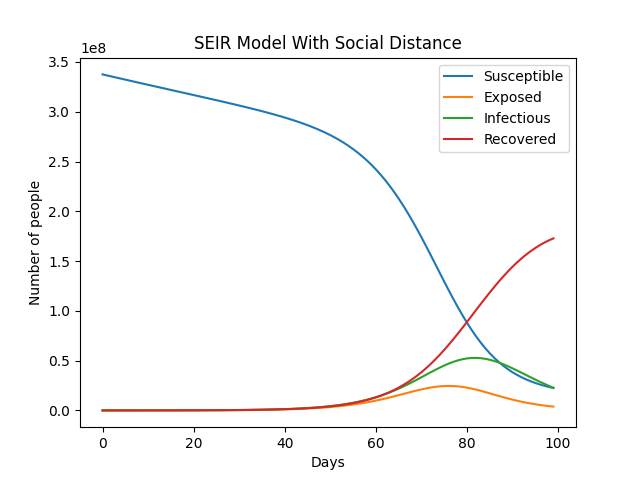 SEIR Model With Social Distance
1e8
3.5
3.0
2.5
2.0
1.5
1.0
0.5
0.0
Number of people
Susceptible
Exposed
Infectious
Recovered
0 20 40 60 80 100
Days